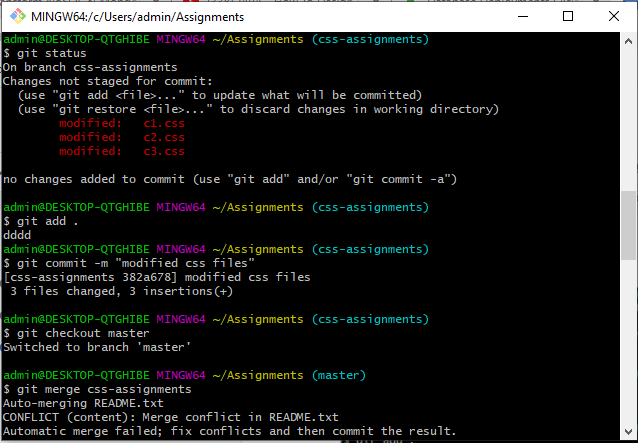 MINGW64:/c/Users/admin/Assignments
admin@DESKTOP-QTGHIBE MINGW64 ~/Assignments (css-assignments)
$ git status
On branch css-assignments
Changes not staged for commit:
  (use "git add <file>..." to update what will be committed)
  (use "git restore <file>..." to discard changes in working directory)
        modified:   c1.css
        modified:   c2.css
        modified:   c3.css
no changes added to commit (use "git add" and/or "git commit -a")
admin@DESKTOP-QTGHIBE MINGW64 ~/Assignments (css-assignments)
$ git add .
dddd
admin@DESKTOP-QTGHIBE MINGW64 ~/Assignments (css-assignments)
$ git commit -m "modified css files"
[css-assignments 382a678] modified css files
 3 files changed, 3 insertions(+)
admin@DESKTOP-QTGHIBE MINGW64 ~/Assignments (css-assignments)
$ git checkout master
Switched to branch 'master'
admin@DESKTOP-QTGHIBE MINGW64 ~/Assignments (master)
$ git merge css-assignments
Auto-merging README.txt
CONFLICT (content): Merge conflict in README.txt
Automatic merge failed; fix conflicts and then commit the result.